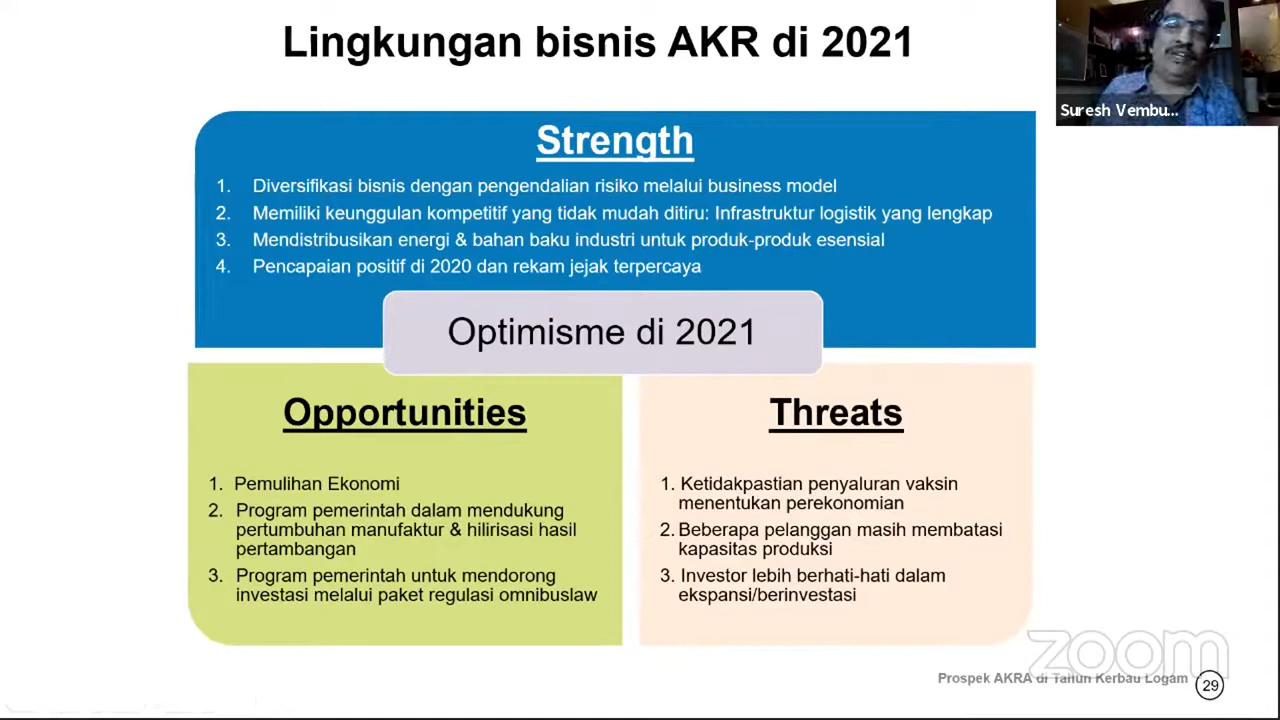 Lingkungan bisnis AKR di 2021
Suresh Vembu...
Strength
1. Diversifikasi bisnis dengan pengendalian risiko melalui business model
2. Memiliki keunggulan kompetitif yang tidak mudah ditiru: Infrastruktur logistik yang lengkap
3. Mendistribusikan energi & bahan baku industri untuk produk-produk esensial
4. Pencapaian positif di 2020 dan rekam jejak terpercaya
Optimisme di 2021
Opportunities
1. Pemulihan Ekonomi
2. Program pemerintah dalam mendukung
pertumbuhan manufaktur & hilirisasi hasil
pertambangan
3. Program pemerintah untuk mendorong
investasi melalui paket regulasi omnibuslaw
Threats
1. Ketidakpastian penyaluran vaksin
menentukan perekonomian
2. Beberapa pelanggan masih membatasi
kapasitas produksi
3. Investor lebih berhati-hati dalam
ekspansi/berinvestasi
zoom
Prospek AKRA di Tahun Kerbau Logam
29